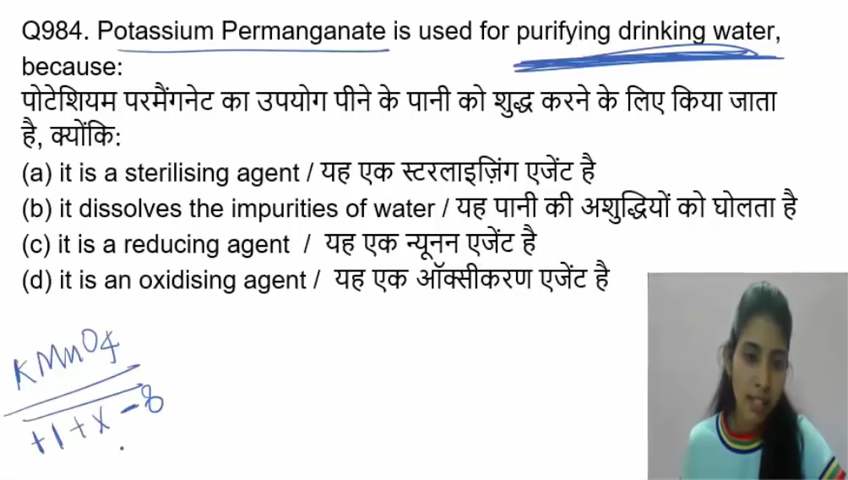 Q984. Potassium Permanganate is used for purifying drinking water,
because:
पोटेशियम परमैंगनेट का उपयोग पीने के पानी को शुद्ध करने के लिए किया जाता
है, क्योंकि:
(a) it is a sterilising agent / यह एक स्टरलाइज़िंग एजेंट है
(b) it dissolves the impurities of water / यह पानी की अशुद्धियों को घोलता है
(c) it is a reducing agent / यह एक न्यूनन एजेंट है
(d) it is an oxidising agent / यह एक ऑक्सीकरण एजेंट है
KMnO4
+1+x-8